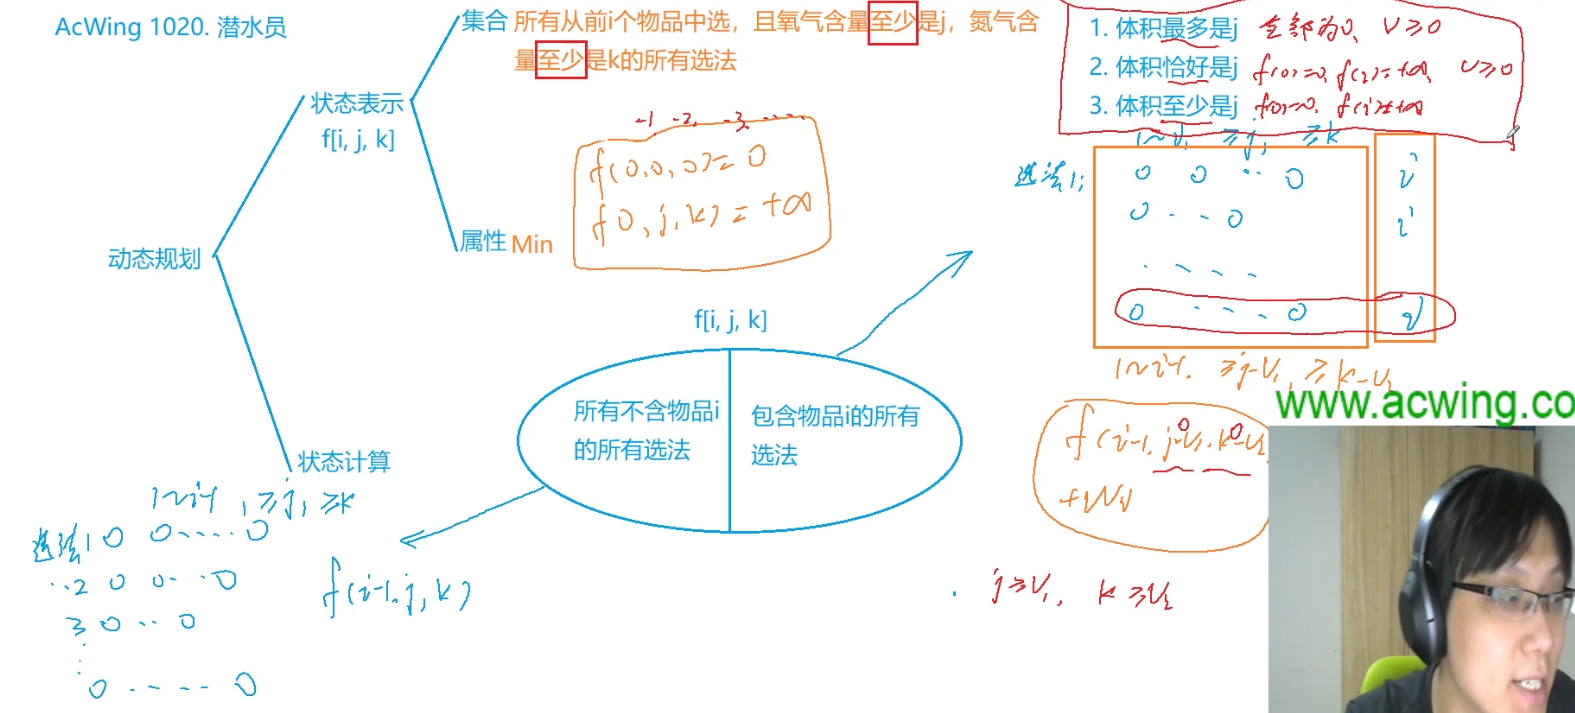 AcWing 1020. 潜水员
集合 所有从前i个物品中选，且氧气含量至少是j，氮气含
量至少是k的所有选法
状态表示
f[i, j, k]
-1, -2, -3, ....
f(0,0,0)=0
f(0, j, k) = +∞
属性 Min
动态规划
状态计算
1. 体积最多是j 全部为0, V≥0
2. 体积恰好是j f(0)=0, f(i)=+∞, V≥0
3. 体积至少是j f(0)=0, f(i)=+∞
1~i, ≥j, ≥k
选法1: 0 0 .. 0 i
0 . . 0 i
. - - -
0 . . . 0 i
1~i-1. ≥j-V₁, ≥k-V₂
f[i, j, k]
所有不含物品i
的所有选法
包含物品i的所有
选法
f(i-1, j-V₁, k-V₂)
0 0
+W
j≥V₁, k≥V₂
1~i-1, ≥j, ≥k
选法1 0 0 .... 0
..2 0 0 . . 0
3 0 .. 0
0 . - - - 0
f(i-1, j, k)
www.acwing.co